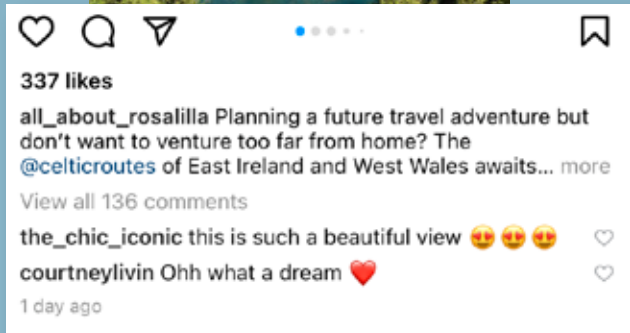 337 likes
all_about_rosalilla Planning a future travel adventure but
don't want to venture too far from home? The
@celticroutes of East Ireland and West Wales awaits... more
View all 136 comments
the_chic_iconic this is such a beautiful view 😍 😍 😍
courtneylivin Ohh what a dream ❤️
1 day ago